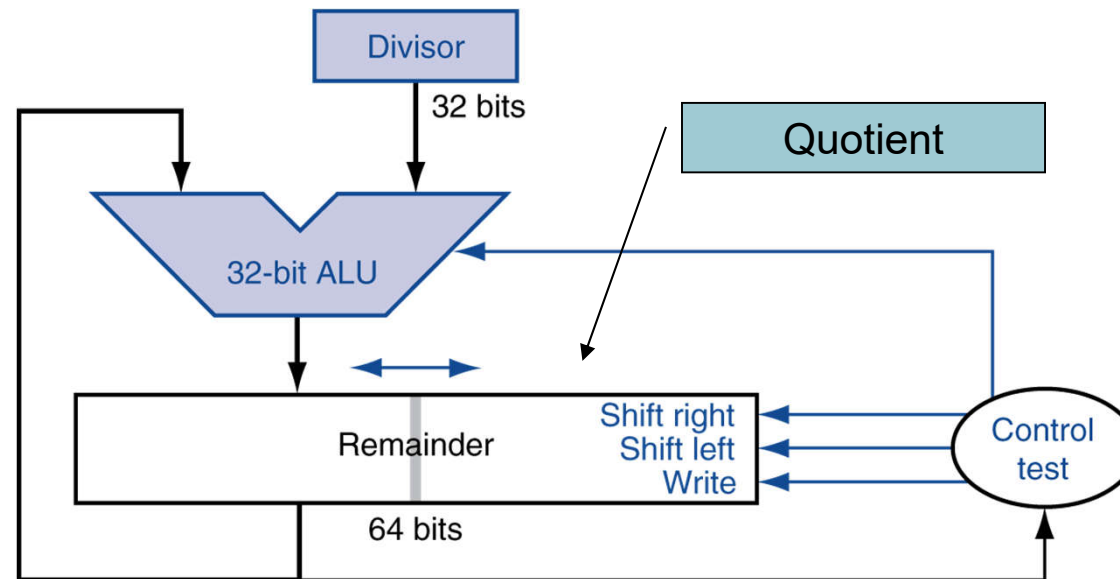 Divisor
32 bits
Quotient
32-bit ALU
Shift right
Remainder
Shift left
Write
Control
test
64 bits